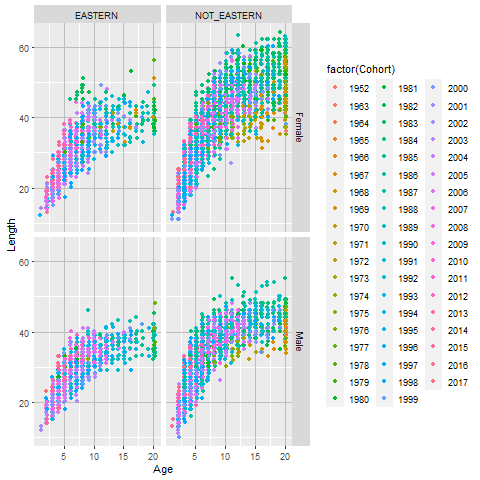 EASTERN NOT_EASTERN
60
40
20
Female
60
40
20
Male
5 10 15 20 5 10 15 20
Length
Age
factor(Cohort)
1952 1981 2000
1963 1982 2001
1964 1983 2002
1965 1984 2003
1966 1985 2004
1967 1986 2005
1968 1987 2006
1969 1988 2007
1970 1989 2008
1971 1990 2009
1972 1991 2010
1973 1992 2011
1974 1993 2012
1975 1994 2013
1976 1995 2014
1977 1996 2015
1978 1997 2016
1979 1998 2017
1980 1999